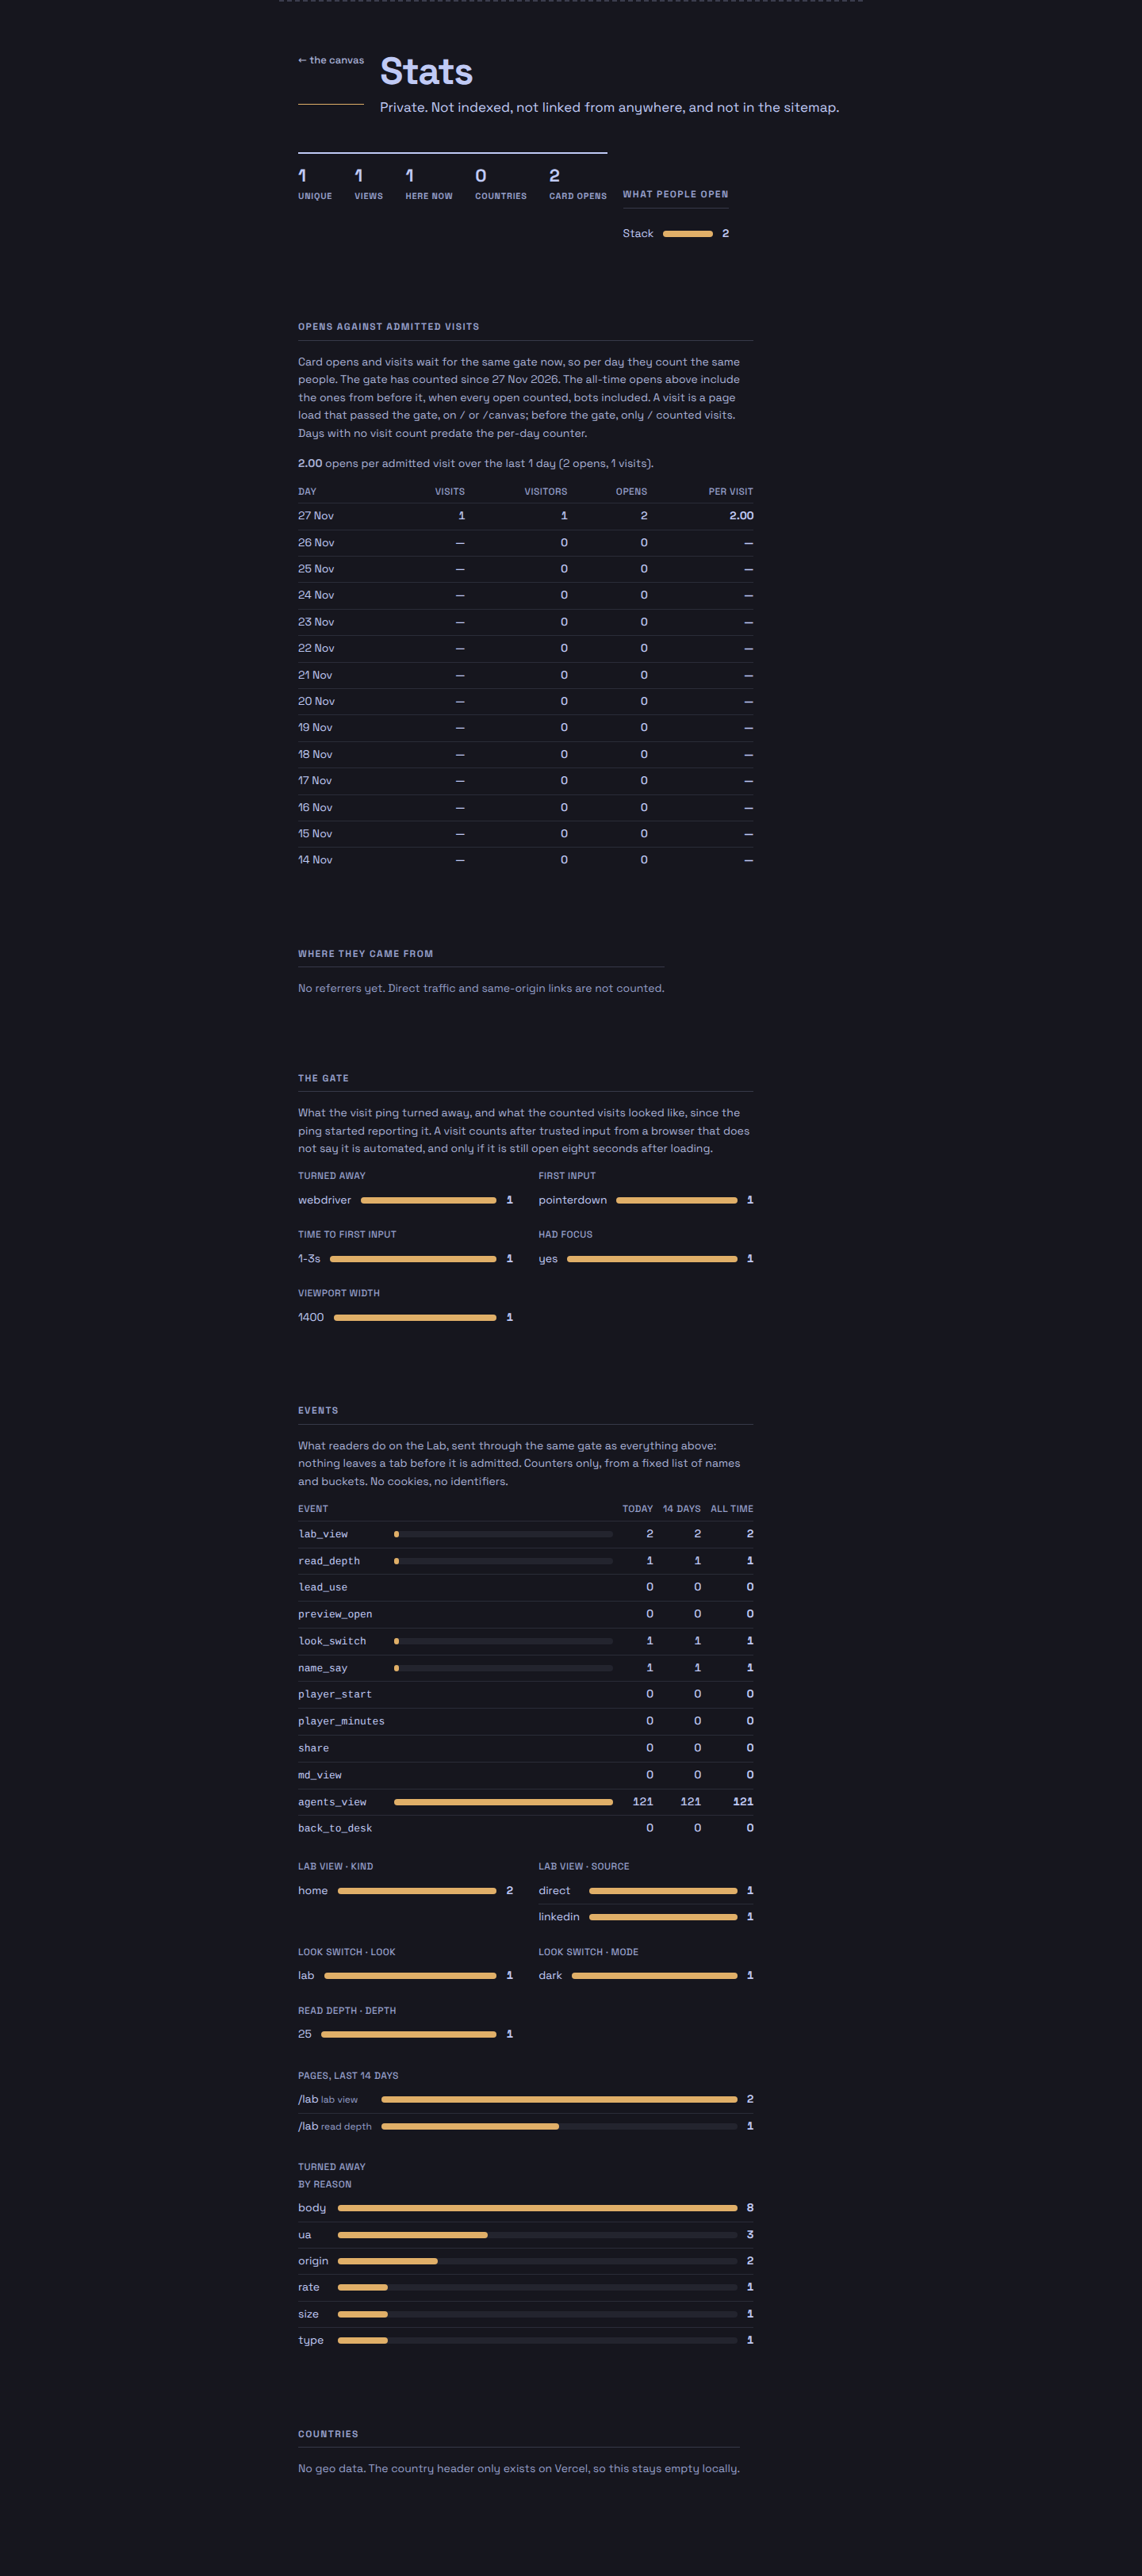 ← the canvas
Stats
Private. Not indexed, not linked from anywhere, and not in the sitemap.
1 1 1 0 2
UNIQUE VIEWS HERE NOW COUNTRIES CARD OPENS
WHAT PEOPLE OPEN
Stack 2
OPENS AGAINST ADMITTED VISITS
Card opens and visits wait for the same gate now, so per day they count the same
people. The gate has counted since 27 Nov 2026. The all-time opens above include
the ones from before it, when every open counted, bots included. A visit is a page
load that passed the gate, on / or /canvas; before the gate, only / counted visits.
Days with no visit count predate the per-day counter.
2.00 opens per admitted visit over the last 1 day (2 opens, 1 visits).
DAY VISITS VISITORS OPENS PER VISIT
27 Nov 1 1 2 2.00
26 Nov — 0 0 —
25 Nov — 0 0 —
24 Nov — 0 0 —
23 Nov — 0 0 —
22 Nov — 0 0 —
21 Nov — 0 0 —
20 Nov — 0 0 —
19 Nov — 0 0 —
18 Nov — 0 0 —
17 Nov — 0 0 —
16 Nov — 0 0 —
15 Nov — 0 0 —
14 Nov — 0 0 —
WHERE THEY CAME FROM
No referrers yet. Direct traffic and same-origin links are not counted.
THE GATE
What the visit ping turned away, and what the counted visits looked like, since the
ping started reporting it. A visit counts after trusted input from a browser that does
not say it is automated, and only if it is still open eight seconds after loading.
TURNED AWAY
webdriver 1
FIRST INPUT
pointerdown 1
TIME TO FIRST INPUT
1-3s 1
HAD FOCUS
yes 1
VIEWPORT WIDTH
1400 1
EVENTS
What readers do on the Lab, sent through the same gate as everything above:
nothing leaves a tab before it is admitted. Counters only, from a fixed list of names
and buckets. No cookies, no identifiers.
EVENT TODAY 14 DAYS ALL TIME
lab_view 2 2 2
read_depth 1 1 1
lead_use 0 0 0
preview_open 0 0 0
look_switch 1 1 1
name_say 1 1 1
player_start 0 0 0
player_minutes 0 0 0
share 0 0 0
md_view 0 0 0
agents_view 121 121 121
back_to_desk 0 0 0
LAB VIEW · KIND
home 2
LAB VIEW · SOURCE
direct 1
linkedin 1
LOOK SWITCH · LOOK
lab 1
LOOK SWITCH · MODE
dark 1
READ DEPTH · DEPTH
25 1
PAGES, LAST 14 DAYS
/lab lab view 2
/lab read depth 1
TURNED AWAY
BY REASON
body 8
ua 3
origin 2
rate 1
size 1
type 1
COUNTRIES
No geo data. The country header only exists on Vercel, so this stays empty locally.